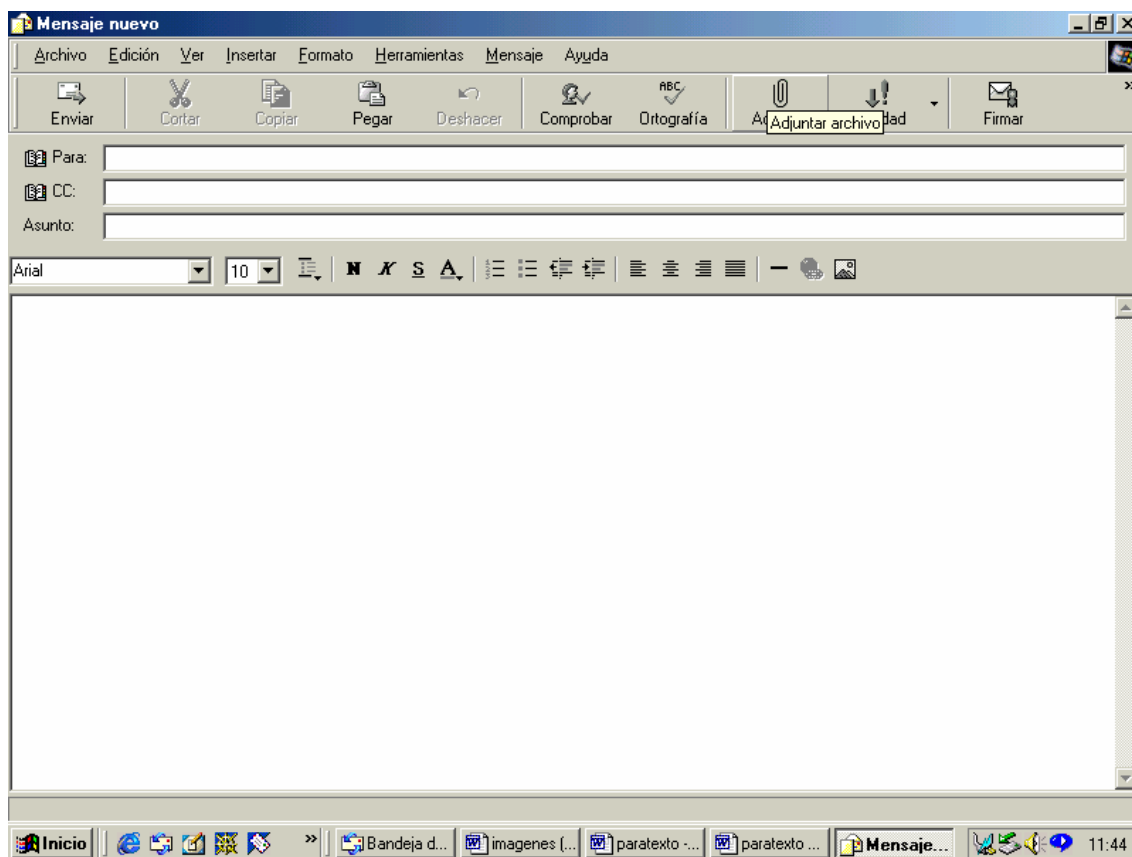 Mensaje nuevo
Archivo Edición Ver Insertar Formato Herramientas Mensaje Ayuda
Enviar Cortar Copiar Pegar Deshacer Comprobar ABC Ortografía Firmar
Adjuntar archivo
Para:
CC:
Asunto:
Arial 10 N K S A
Inicio Bandeja d... imagenes (... paratexto -... paratexto ... Mensaje... 11:44